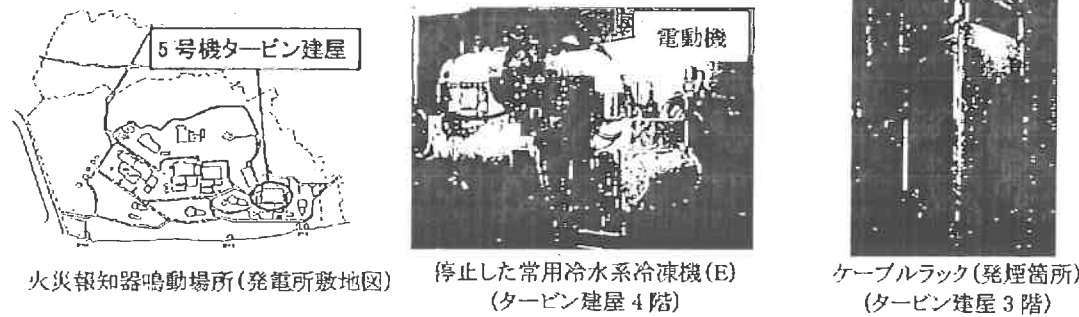 5号機タービン建屋
電動機
火災報知器鳴動場所(発電所敷地図)
停止した常用冷水系冷凍機(E)
(タービン建屋4階)
ケーブルラック(発煙箇所)
(タービン建屋3階)